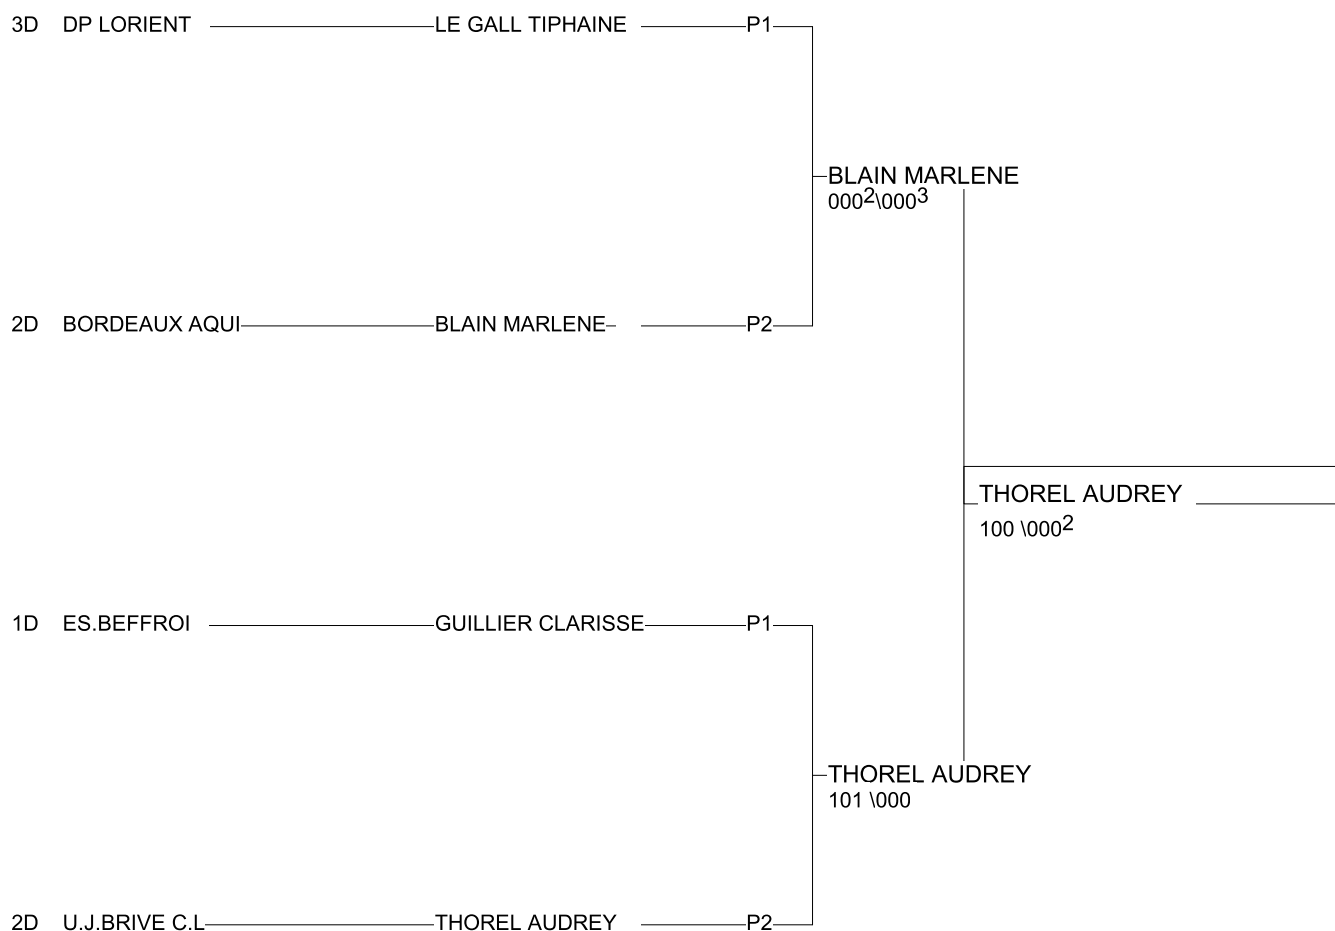 3D DP LORIENT LE GALL TIPHAINE P1
BLAIN MARLENE
000²\000³
2D BORDEAUX AQUI BLAIN MARLENE P2
THOREL AUDREY
100 \000²
1D ES.BEFFROI GUILLIER CLARISSE P1
THOREL AUDREY
101 \000
2D U.J.BRIVE C.L THOREL AUDREY P2